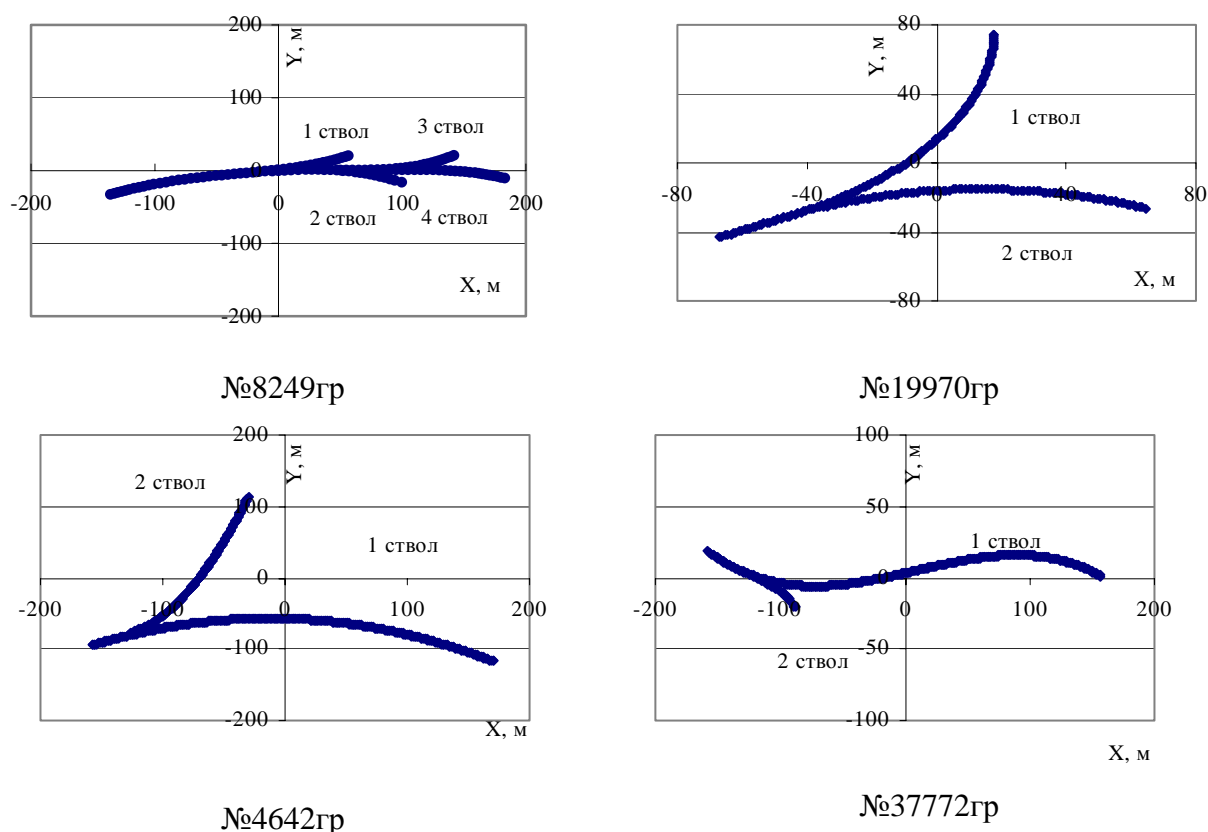 200
Y, м
100
1 ствол
3 ствол
0
-200
-100
0
100
200
2 ствол
4 ствол
-100
X, м
-200
№8249гр
80
Y, м
40
1 ствол
0
-80
-40
0
40
80
-40
2 ствол
X, м
-80
№19970гр
200
Y, м
2 ствол
100
1 ствол
0
-200
-100
0
100
200
-100
-200
X, м
№4642гр
100
Y, м
50
1 ствол
0
-200
-100
0
100
200
-50
2 ствол
-100
X, м
№37772гр